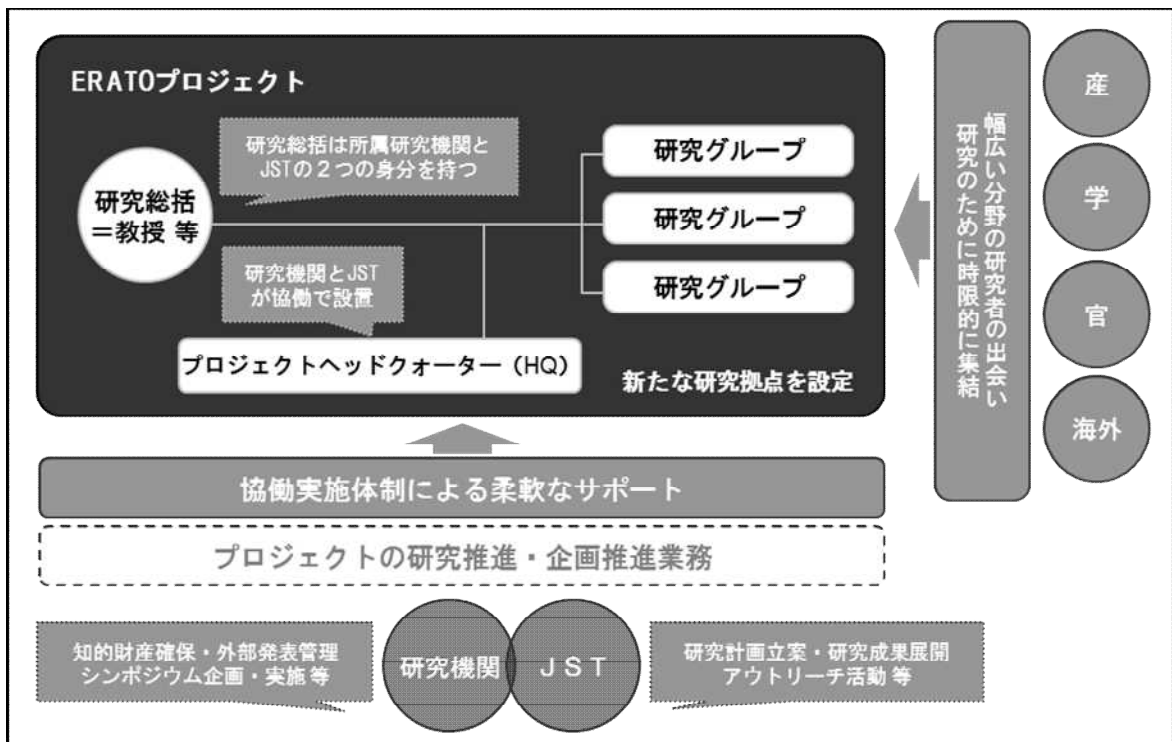 ERATOプロジェクト
研究総括は所属研究機関と
JSTの２つの身分を持つ
研究総括
＝教授 等
研究機関とJST
が協働で設置
研究グループ
研究グループ
研究グループ
プロジェクトヘッドクォーター（HQ）
新たな研究拠点を設定
幅広い分野の研究者の出会い
研究のために時限的に集結
産
学
官
海外
協働実施体制による柔軟なサポート
プロジェクトの研究推進・企画推進業務
知的財産確保・外部発表管理
シンポジウム企画・実施 等
研究機関
ＪＳＴ
研究計画立案・研究成果展開
アウトリーチ活動 等